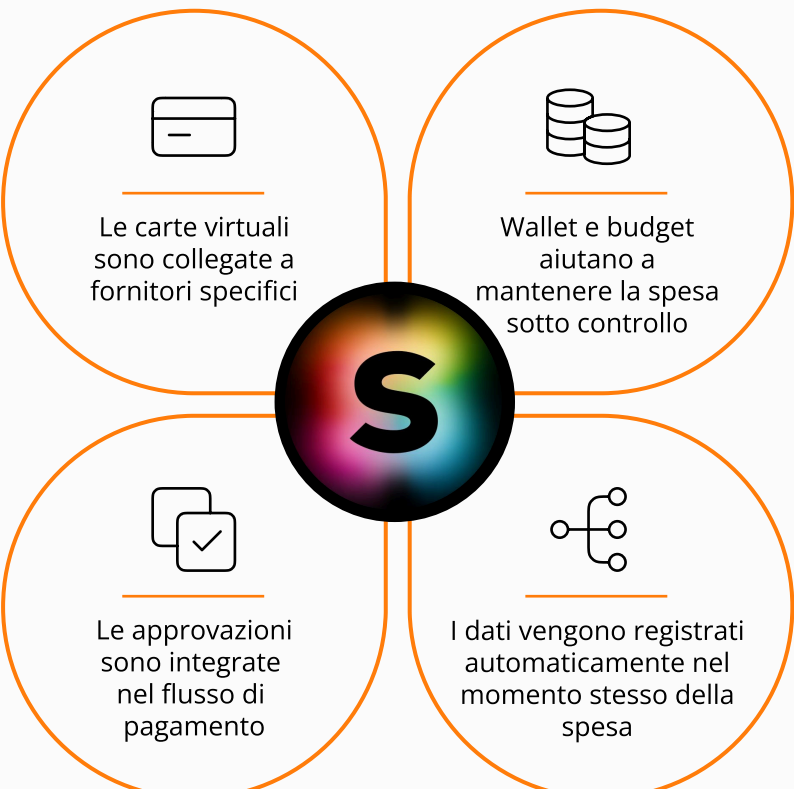 Le carte virtuali
sono collegate a
fornitori specifici
Wallet e budget
aiutano a
mantenere la spesa
sotto controllo
S
Le approvazioni
sono integrate
nel flusso di
pagamento
I dati vengono registrati
automaticamente nel
momento stesso della
spesa